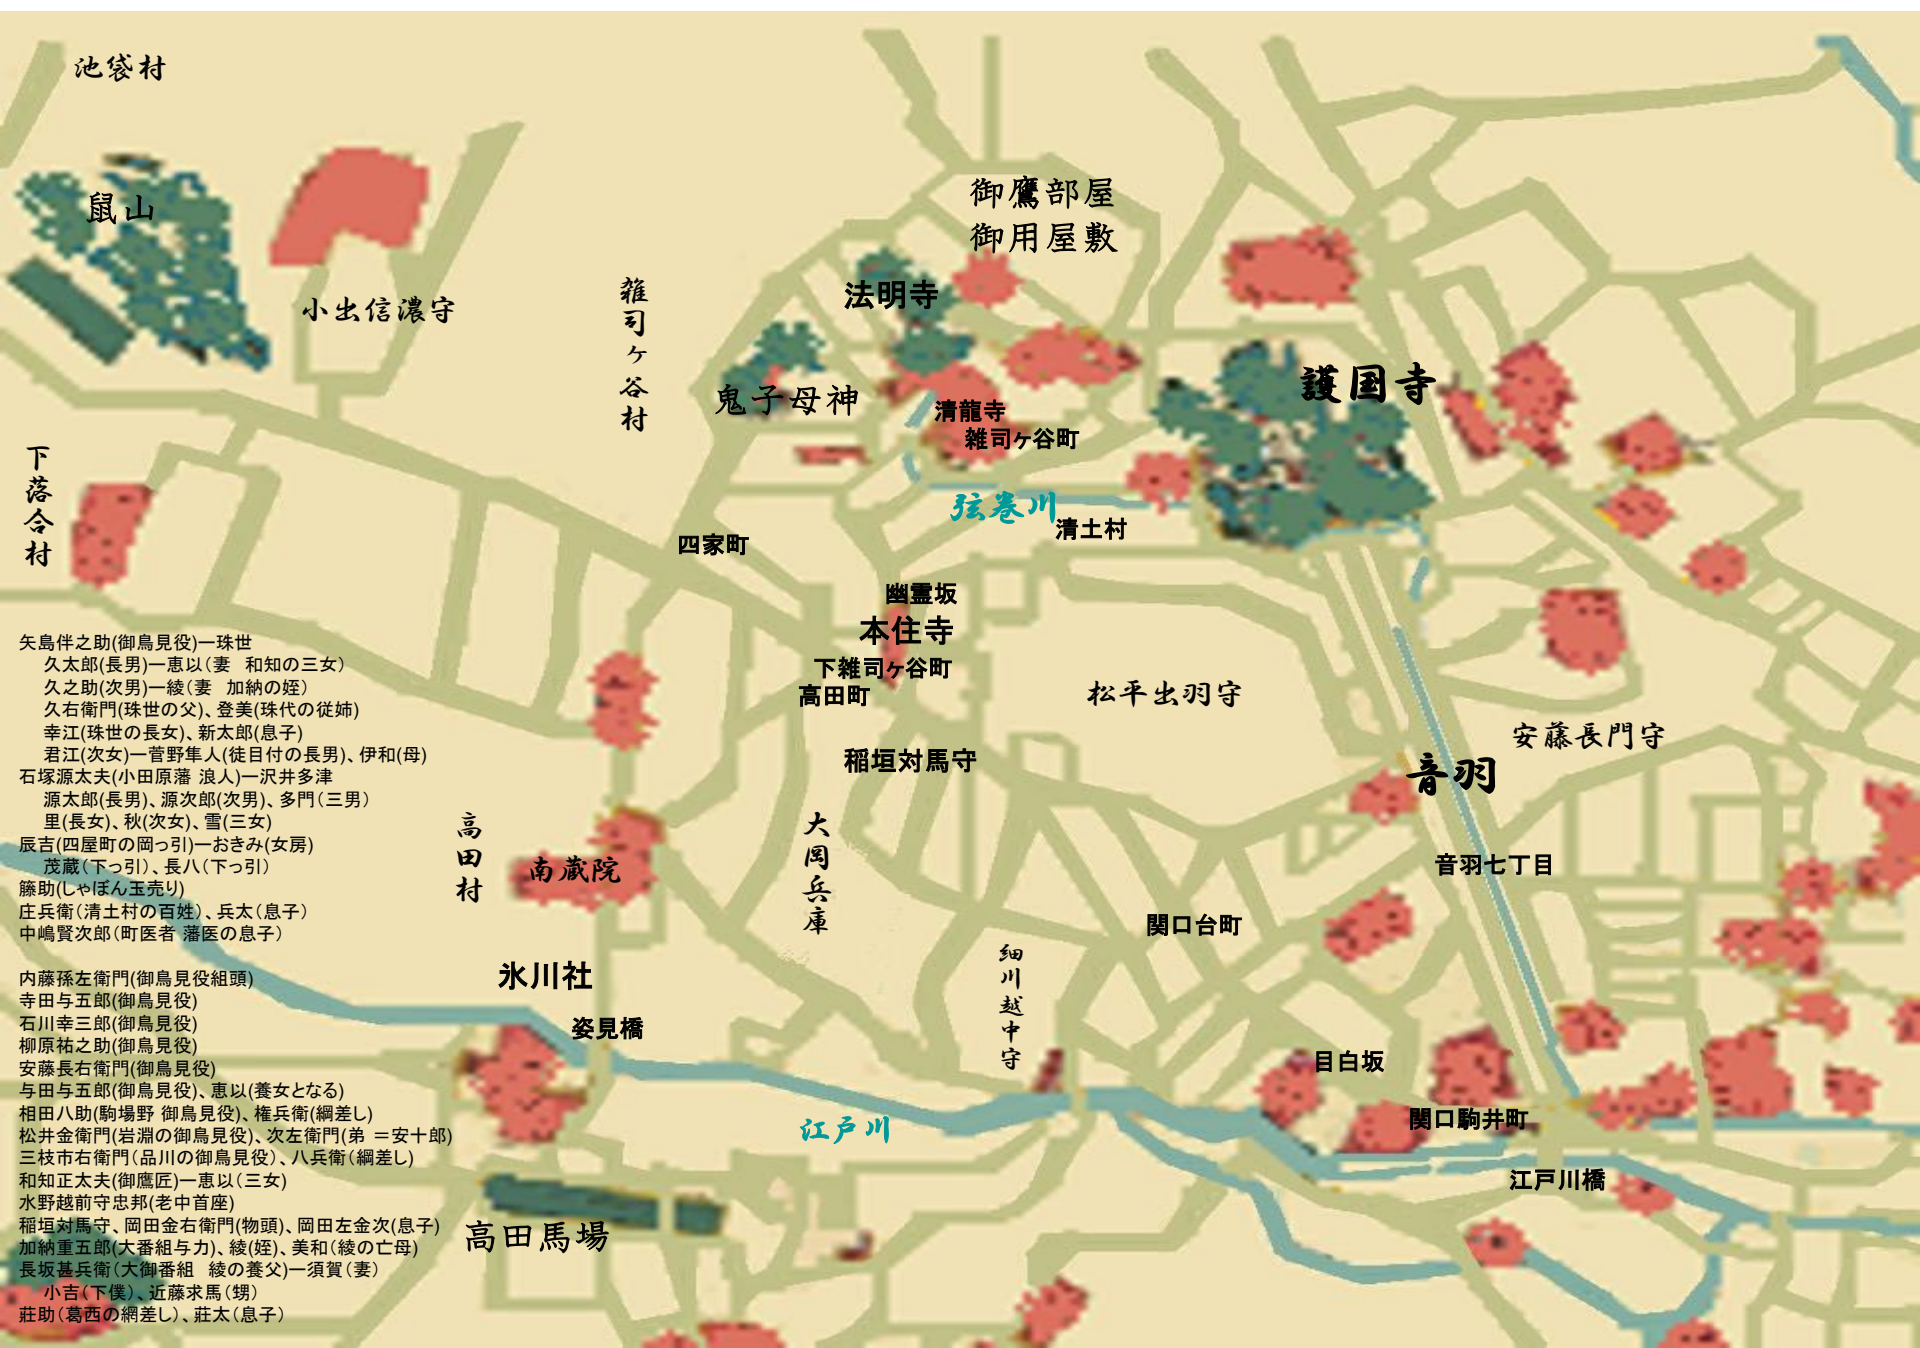 池袋村
鼠山
小出信濃守
御鷹部屋
御用屋敷
法明寺
雑司ヶ谷村
鬼子母神
清龍寺
雑司ヶ谷町
護国寺
下落合村
弦巻川
清土村
四家町
幽霊坂
本住寺
下雑司ヶ谷町
高田町
松平出羽守
安藤長門守
稲垣対馬守
音羽
高田村
南蔵院
大岡兵庫
音羽七丁目
関口台町
細川越中守
氷川社
姿見橋
目白坂
関口駒井町
江戸川
江戸川橋
高田馬場
矢島伴之助(御鳥見役)ー珠世
久太郎(長男)ー恵以(妻 和知の三女)
久之助(次男)ー綾(妻 加納の姪)
久右衛門(珠世の父)、登美(珠代の従姉)
幸江(珠世の長女)、新太郎(息子)
君江(次女)ー菅野隼人(徒目付の長男)、伊和(母)
石塚源太夫(小田原藩 浪人)ー沢井多津
源太郎(長男)、源次郎(次男)、多門(三男)
里(長女)、秋(次女)、雪(三女)
辰吉(四屋町の岡っ引)ーおきみ(女房)
茂蔵(下っ引)、長八(下っ引)
籐助(しゃぼん玉売り)
庄兵衛(清土村の百姓)、兵太(息子)
中嶋賢次郎(町医者 藩医の息子)
内藤孫左衛門(御鳥見役組頭)
寺田与五郎(御鳥見役)
石川幸三郎(御鳥見役)
柳原祐之助(御鳥見役)
安藤長右衛門(御鳥見役)
与田与五郎(御鳥見役)、恵以(養女となる)
相田八助(駒場野 御鳥見役)、権兵衛(綱差し)
松井金衛門(岩淵の御鳥見役)、次左衛門(弟 =安十郎)
三枝市右衛門(品川の御鳥見役)、八兵衛(綱差し)
和知正太夫(御鷹匠)ー恵以(三女)
水野越前守忠邦(老中首座)
稲垣対馬守、岡田金右衛門(物頭)、岡田左金次(息子)
加納重五郎(大番組与力)、綾(姪)、美和(綾の亡母)
長坂甚兵衛(大御番組 綾の養父)ー須賀(妻)
小吉(下僕)、近藤求馬(甥)
莊助(葛西の網差し)、莊太(息子)